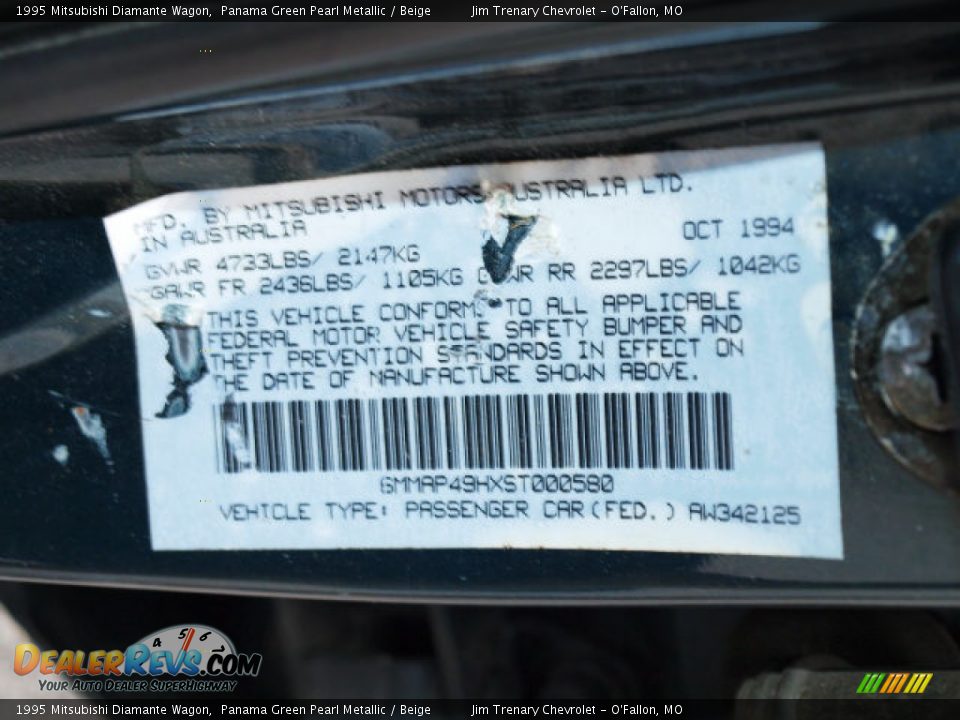 1995 Mitsubishi Diamante Wagon, Panama Green Pearl Metallic / Beige Jim Trenary Chevrolet - O'Fallon, MO
MFD. BY MITSUBISHI MOTORS AUSTRALIA LTD.
IN AUSTRALIA OCT 1994
GVWR 4733LBS/ 2147KG
GAWR FR 2436LBS/ 1105KG GAWR RR 2297LBS/ 1042KG
THIS VEHICLE CONFORMS TO ALL APPLICABLE
FEDERAL MOTOR VEHICLE SAFETY BUMPER AND
THEFT PREVENTION STANDARDS IN EFFECT ON
THE DATE OF MANUFACTURE SHOWN ABOVE.
6MMAP49HXST000580
VEHICLE TYPE: PASSENGER CAR(FED.) AW342125
4 5 6
DEALERREVS.COM
Your Auto Dealer SuperHighway
1995 Mitsubishi Diamante Wagon, Panama Green Pearl Metallic / Beige Jim Trenary Chevrolet - O'Fallon, MO